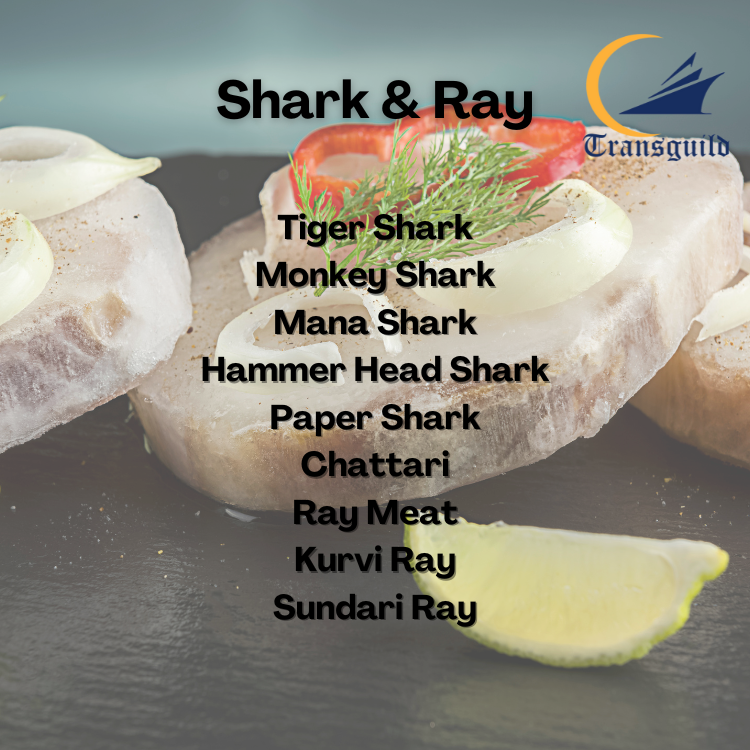 Shark & Ray
Transguild
Tiger Shark
Monkey Shark
Mana Shark
Hammer Head Shark
Paper Shark
Chattari
Ray Meat
Kurvi Ray
Sundari Ray